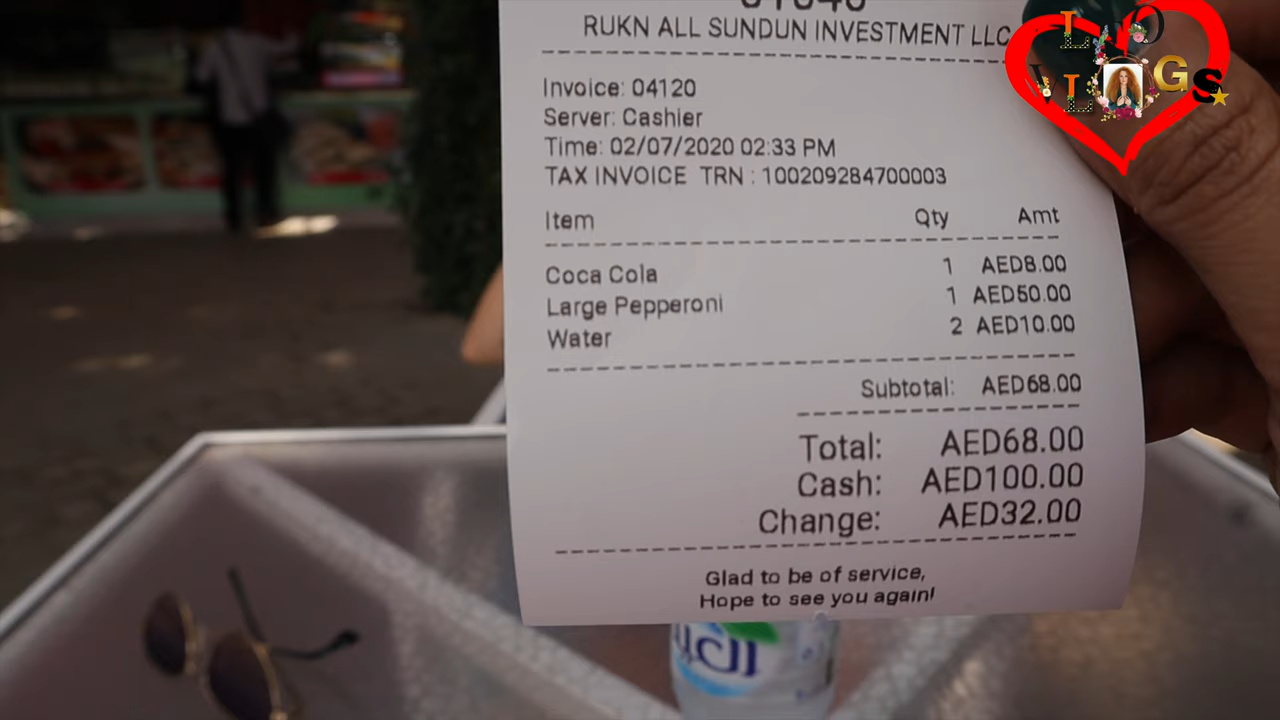 RUKN ALL SUNDUN INVESTMENT LLC
Invoice: 04120
Server: Cashier
Time: 02/07/2020 02:33 PM
TAX INVOICE TRN : 100209284700003
Item Qty Amt
Coca Cola 1 AED8.00
Large Pepperoni 1 AED50.00
Water 2 AED10.00
Subtotal: AED68.00
Total: AED68.00
Cash: AED100.00
Change: AED32.00
Glad to be of service,
Hope to see you again!
VLOGS